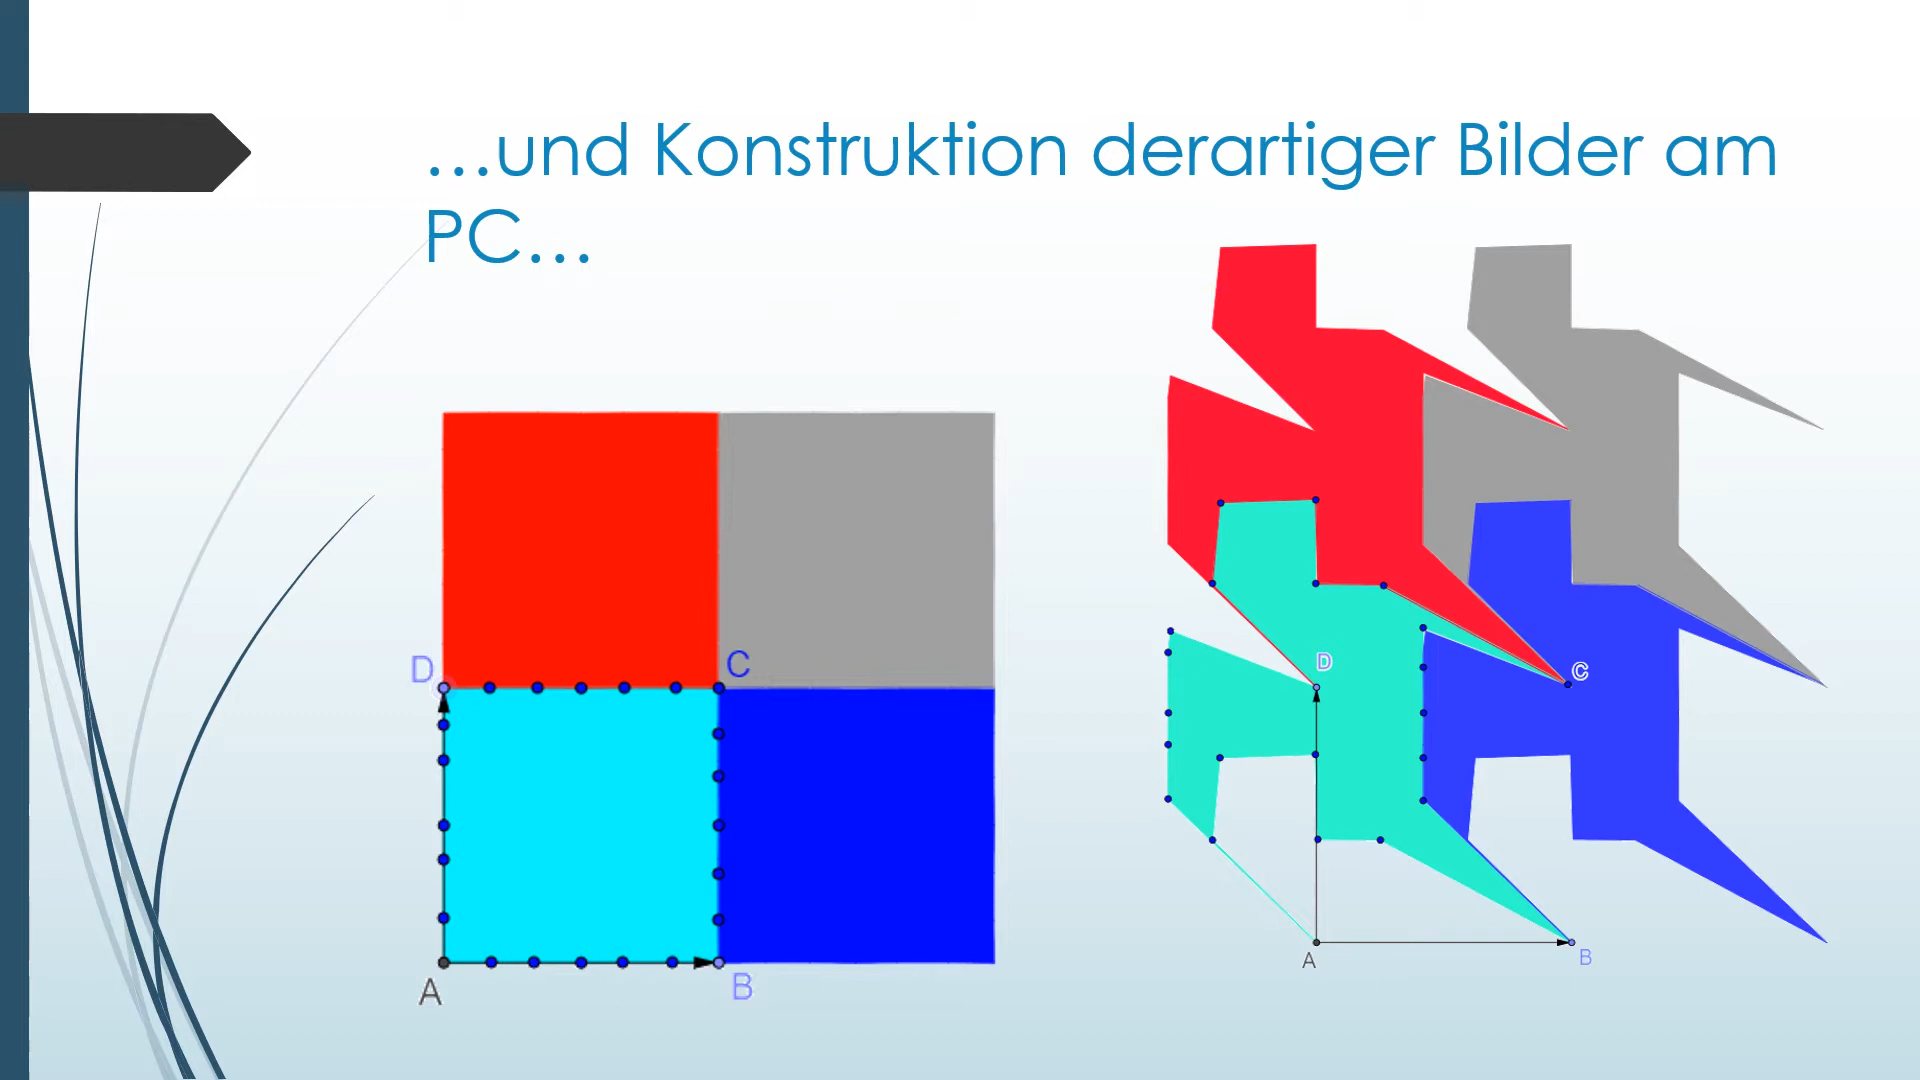 …und Konstruktion derartiger Bilder am
PC…
D
C
A
B
D
C
A
B